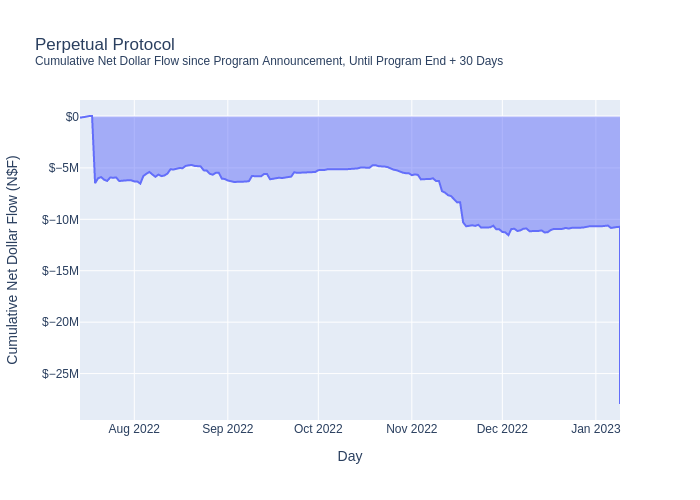 Perpetual Protocol
Cumulative Net Dollar Flow since Program Announcement, Until Program End + 30 Days
Cumulative Net Dollar Flow (N$F)
$0
$−5M
$−10M
$−15M
$−20M
$−25M
Aug 2022
Sep 2022
Oct 2022
Nov 2022
Dec 2022
Jan 2023
Day